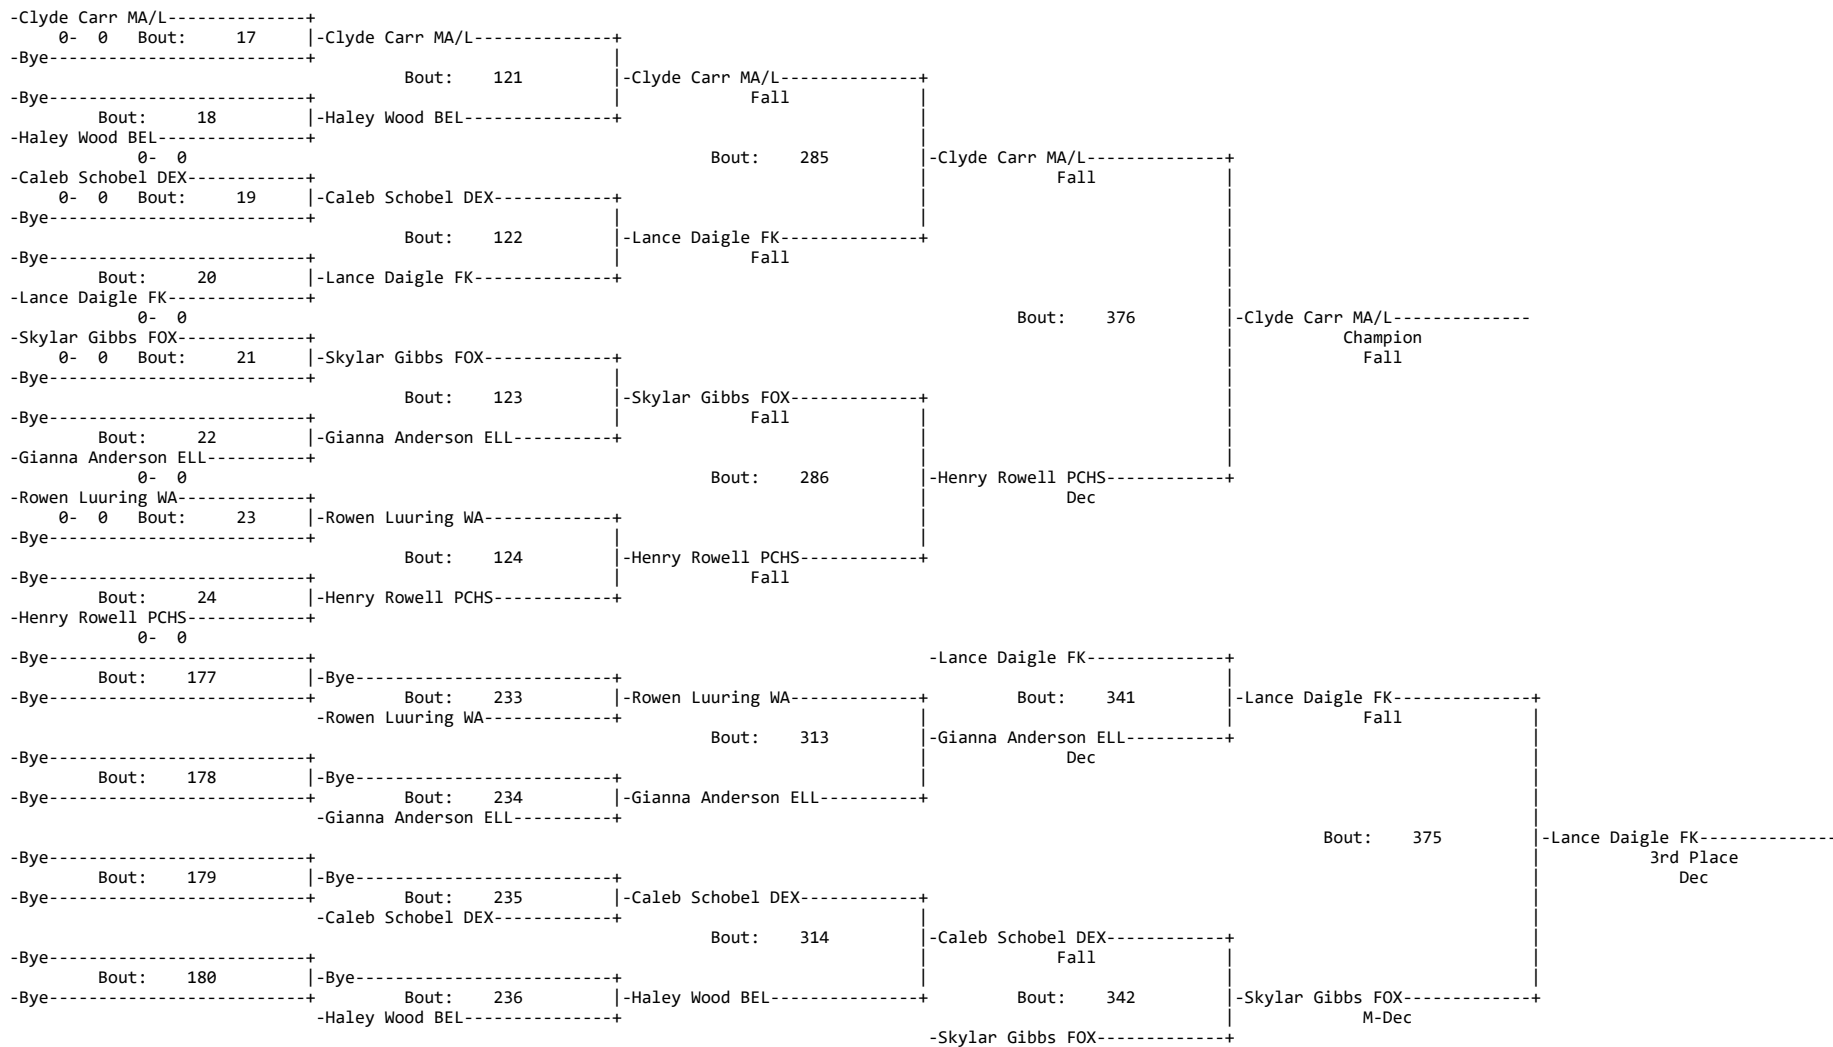 -Clyde Carr MA/L--------------+
0- 0 Bout: 17 |-Clyde Carr MA/L--------------+
-Bye--------------------------+ |
Bout: 121 |-Clyde Carr MA/L--------------+
-Bye--------------------------+ | Fall |
Bout: 18 |-Haley Wood BEL---------------+ |
-Haley Wood BEL---------------+ |
0- 0 Bout: 285 |-Clyde Carr MA/L--------------+
-Caleb Schobel DEX------------+ | Fall |
0- 0 Bout: 19 |-Caleb Schobel DEX------------+ | |
-Bye--------------------------+ | | |
Bout: 122 |-Lance Daigle FK--------------+ |
-Bye--------------------------+ | Fall |
Bout: 20 |-Lance Daigle FK--------------+ |
-Lance Daigle FK--------------+ |
0- 0 Bout: 376 |-Clyde Carr MA/L--------------
-Skylar Gibbs FOX-------------+ | Champion
0- 0 Bout: 21 |-Skylar Gibbs FOX-------------+ | Fall
-Bye--------------------------+ | |
Bout: 123 |-Skylar Gibbs FOX-------------+ |
-Bye--------------------------+ | Fall | |
Bout: 22 |-Gianna Anderson ELL----------+ | |
-Gianna Anderson ELL----------+ | |
0- 0 Bout: 286 |-Henry Rowell PCHS------------+
-Rowen Luuring WA-------------+ | Dec
0- 0 Bout: 23 |-Rowen Luuring WA-------------+ |
-Bye--------------------------+ | |
Bout: 124 |-Henry Rowell PCHS------------+
-Bye--------------------------+ | Fall
Bout: 24 |-Henry Rowell PCHS------------+
-Henry Rowell PCHS------------+
0- 0
-Bye--------------------------+ -Lance Daigle FK--------------+
Bout: 177 |-Bye--------------------------+ |
-Bye--------------------------+ Bout: 233 |-Rowen Luuring WA-------------+ Bout: 341 |-Lance Daigle FK--------------+
-Rowen Luuring WA-------------+ | | Fall |
Bout: 313 |-Gianna Anderson ELL----------+ |
-Bye--------------------------+ | Dec |
Bout: 178 |-Bye--------------------------+ | |
-Bye--------------------------+ Bout: 234 |-Gianna Anderson ELL----------+ |
-Gianna Anderson ELL----------+ |
Bout: 375 |-Lance Daigle FK--------------
-Bye--------------------------+ | 3rd Place
Bout: 179 |-Bye--------------------------+ | Dec
-Bye--------------------------+ Bout: 235 |-Caleb Schobel DEX------------+ |
-Caleb Schobel DEX------------+ | |
Bout: 314 |-Caleb Schobel DEX------------+ |
-Bye--------------------------+ | Fall | |
Bout: 180 |-Bye--------------------------+ | | |
-Bye--------------------------+ Bout: 236 |-Haley Wood BEL---------------+ Bout: 342 |-Skylar Gibbs FOX-------------+
-Haley Wood BEL---------------+ | M-Dec
-Skylar Gibbs FOX-------------+